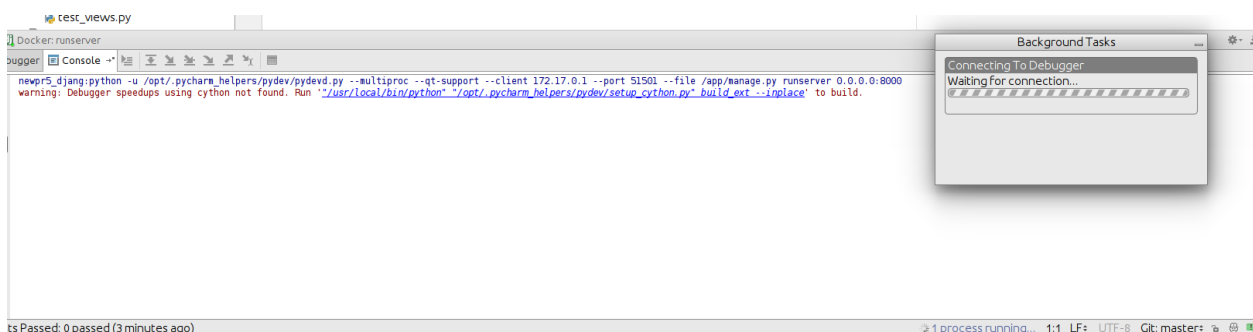 test_views.py
Docker: runserver
Background Tasks
Console
Connecting To Debugger
Waiting for connection...
newpr5_djang:python -u /opt/.pycharm_helpers/pydev/pydevd.py --multiproc --qt-support --client 172.17.0.1 --port 51501 --file /app/manage.py runserver 0.0.0.0:8000
warning: Debugger speedups using cython not found. Run '"/usr/local/bin/python" "/opt/.pycharm_helpers/pydev/setup_cython.py" build_ext --inplace' to build.
ts Passed: 0 passed (3 minutes ago)
1 process running... 1:1 LF÷ UTF-8 Git: master÷